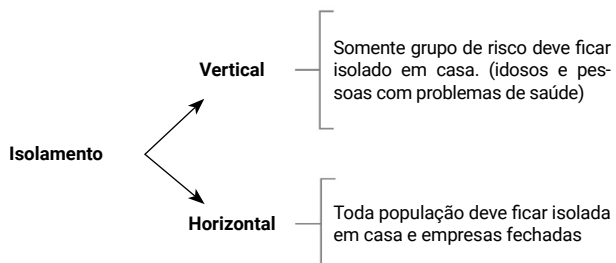 Isolamento
Vertical
Somente grupo de risco deve ficar
isolado em casa. (idosos e pes-
soas com problemas de saúde)
Horizontal
Toda população deve ficar isolada
em casa e empresas fechadas